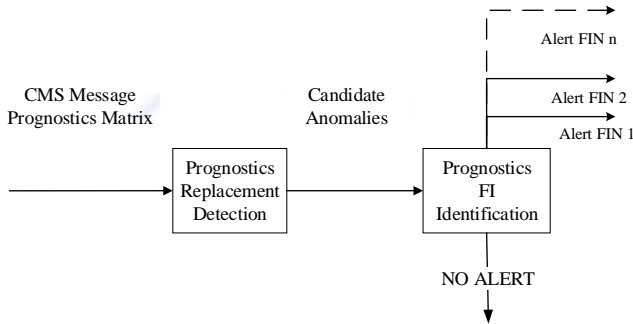 Alert FIN n
CMS Message
Prognostics Matrix
Candidate
Anomalies
Alert FIN 2
Alert FIN 1
Prognostics
Replacement
Detection
Prognostics
FI
Identification
NO ALERT